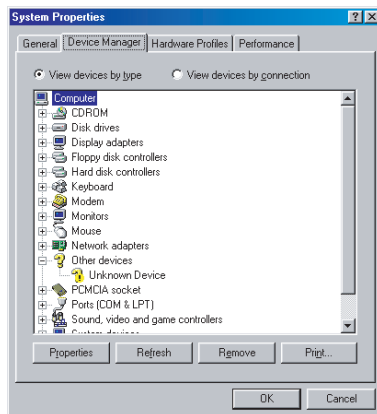 System Properties
General Device Manager Hardware Profiles Performance
View devices by type View devices by connection
Computer
CDROM
Disk drives
Display adapters
Floppy disk controllers
Hard disk controllers
Keyboard
Modem
Monitors
Mouse
Network adapters
Other devices
Unknown Device
PCMCIA socket
Ports (COM & LPT)
Sound, video and game controllers
System devices
Properties Refresh Remove Print...
OK Cancel